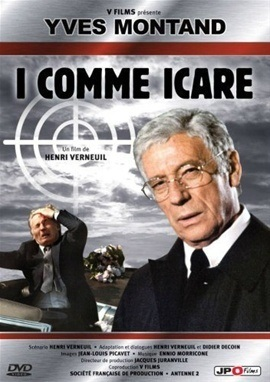 V FILMS présente
YVES MONTAND
I COMME ICARE
Un film de
HENRI VERNEUIL
Scénario HENRI VERNEUIL • Adaptation et dialogues HENRI VERNEUIL et DIDIER DECOIN
Images JEAN-LOUIS PICAVET • Musique ENNIO MORRICONE
Directeur de production JACQUES JURANVILLE
Coproduction V FILMS
SOCIÉTÉ FRANÇAISE DE PRODUCTION - ANTENNE 2
DVD VIDEO
JPG films